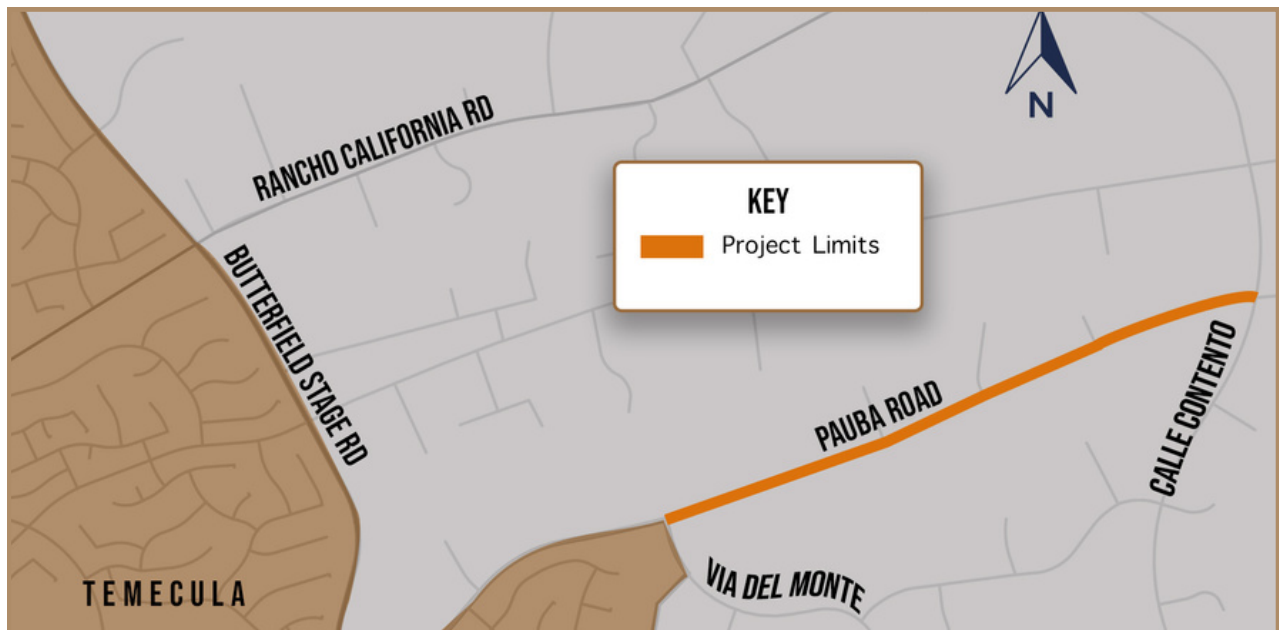 N
RANCHO CALIFORNIA RD
KEY
Project Limits
BUTTERFIELD STAGE RD
PAUBA ROAD
CALLE CONTENTO
VIA DEL MONTE
TEMECULA